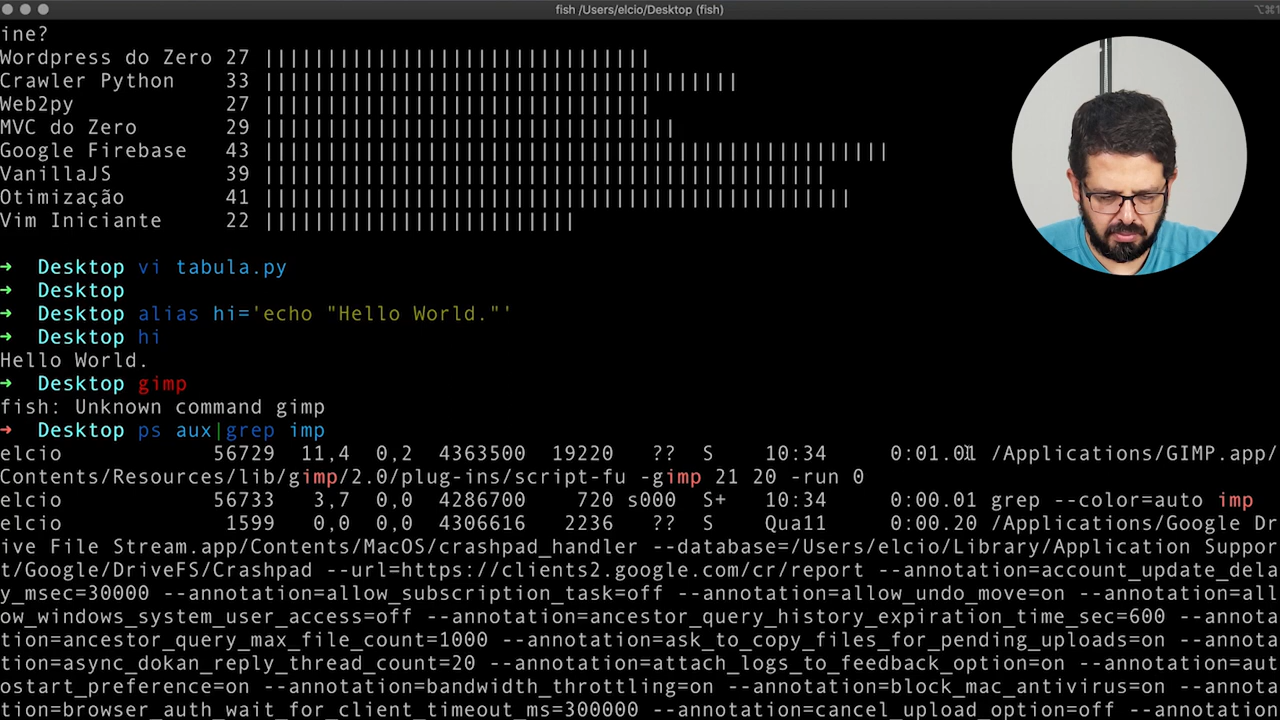 fish /Users/elcio/Desktop (fish)
⌥⌘1
ine?
Wordpress do Zero 27 |||||||||||||||||||||||||||||||
Crawler Python 33 ||||||||||||||||||||||||||||||||||||||
Web2py 27 |||||||||||||||||||||||||||||||
MVC do Zero 29 |||||||||||||||||||||||||||||||||
Google Firebase 43 ||||||||||||||||||||||||||||||||||||||||||||||||||
VanillaJS 39 |||||||||||||||||||||||||||||||||||||||||||||
Otimização 41 |||||||||||||||||||||||||||||||||||||||||||||||
Vim Iniciante 22 |||||||||||||||||||||||||
➜ Desktop vi tabula.py
➜ Desktop
➜ Desktop alias hi='echo "Hello World."'
➜ Desktop hi
Hello World.
➜ Desktop gimp
fish: Unknown command gimp
➜ Desktop ps aux|grep imp
elcio 56729 11,4 0,2 4363500 19220 ?? S 10:34 0:01.01 /Applications/GIMP.app/
Contents/Resources/lib/gimp/2.0/plug-ins/script-fu -gimp 21 20 -run 0
elcio 56733 3,7 0,0 4286700 720 s000 S+ 10:34 0:00.01 grep --color=auto imp
elcio 1599 0,0 0,0 4306616 2236 ?? S Qua11 0:00.20 /Applications/Google Dr
ive File Stream.app/Contents/MacOS/crashpad_handler --database=/Users/elcio/Library/Application Suppor
t/Google/DriveFS/Crashpad --url=https://clients2.google.com/cr/report --annotation=account_update_dela
y_msec=30000 --annotation=allow_subscription_task=off --annotation=allow_undo_move=on --annotation=all
ow_windows_system_user_access=off --annotation=ancestor_query_history_expiration_time_sec=600 --annota
tion=ancestor_query_max_file_count=1000 --annotation=ask_to_copy_files_for_pending_uploads=on --annota
tion=async_dokan_reply_thread_count=20 --annotation=attach_logs_to_feedback_option=on --annotation=aut
ostart_preference=on --annotation=bandwidth_throttling=on --annotation=block_mac_antivirus=on --annota
tion=browser_auth_wait_for_client_timeout_ms=300000 --annotation=cancel_upload_option=off --annotation